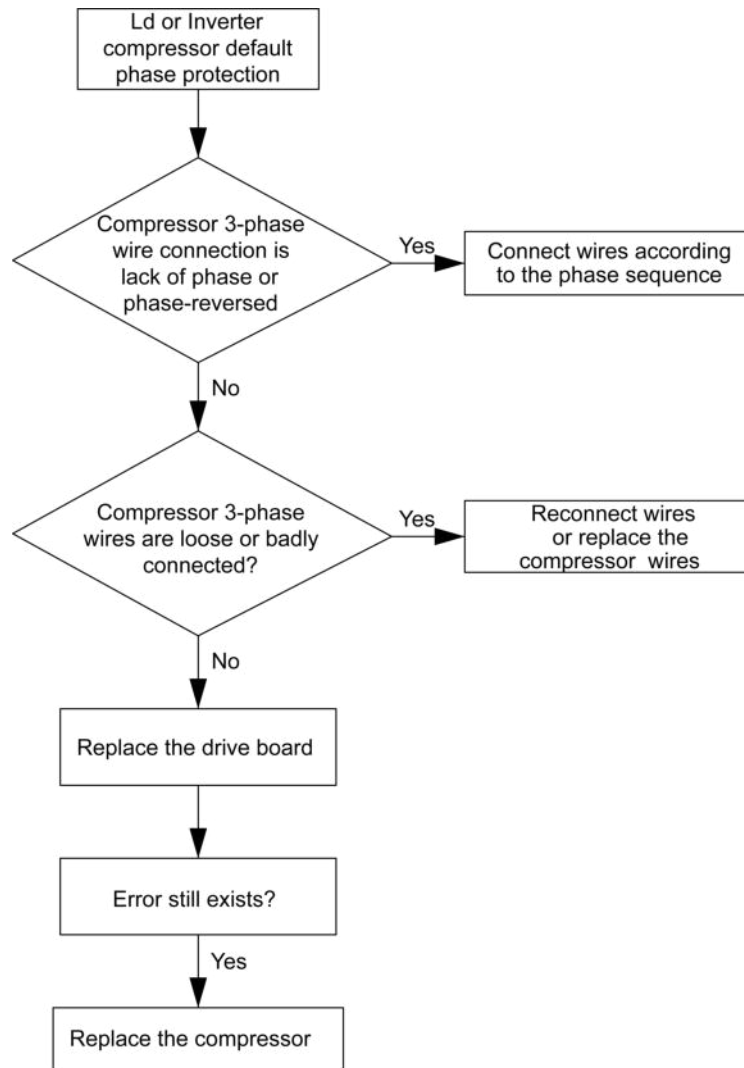 Ld or Inverter
compressor default
phase protection
Compressor 3-phase
wire connection is
lack of phase or
phase-reversed
Yes
Connect wires according
to the phase sequence
No
Compressor 3-phase
wires are loose or badly
connected?
Yes
Reconnect wires
or replace the
compressor wires
No
Replace the drive board
Error still exists?
Yes
Replace the compressor